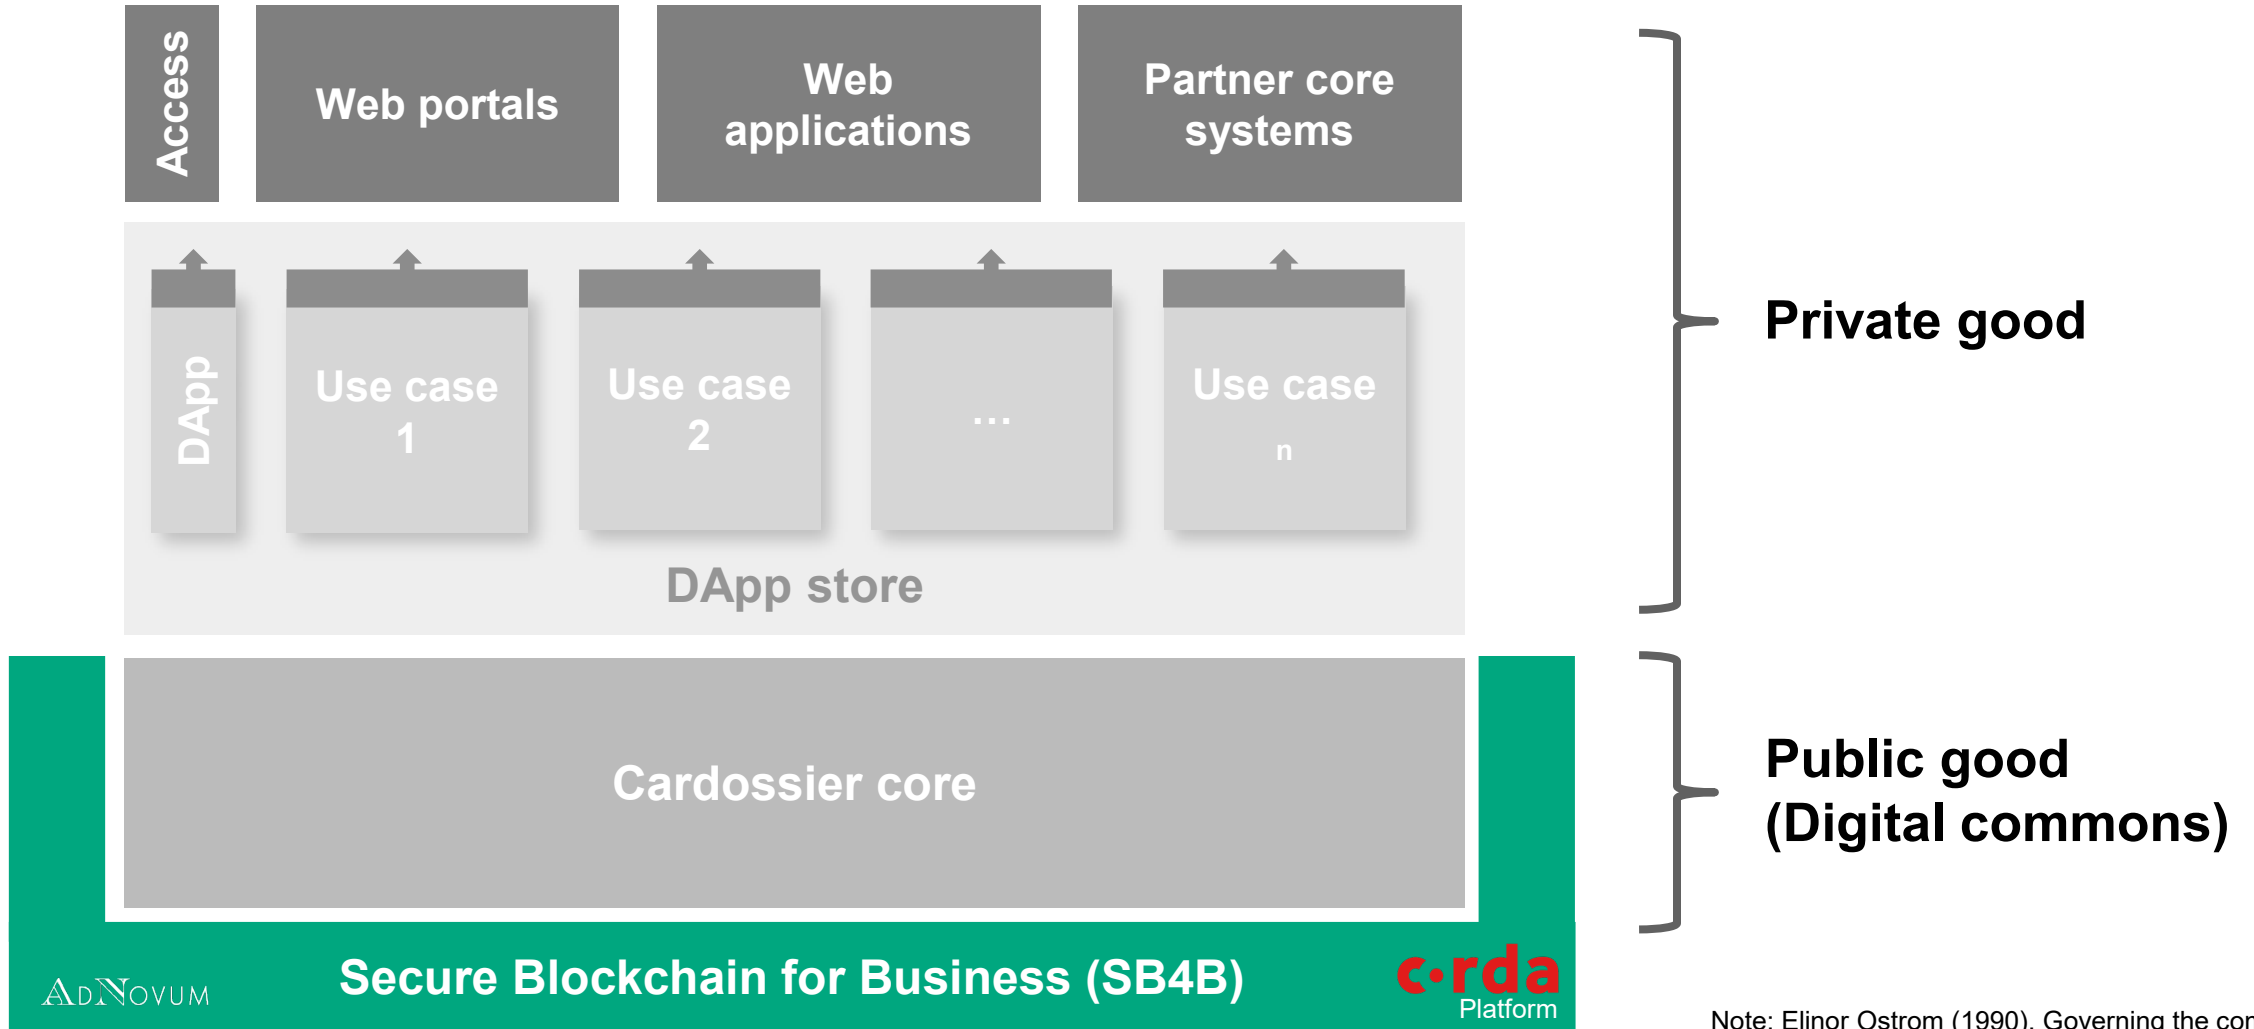 Access
Web portals
Web
applications
Partner core
systems
DApp
Use case
1
Use case
2
...
Use case
n
DApp store
Private good
Cardossier core
Public good
(Digital commons)
ADNOVUM
Secure Blockchain for Business (SB4B)
c•rda
Platform
Note: Elinor Ostrom (1990), Governing the